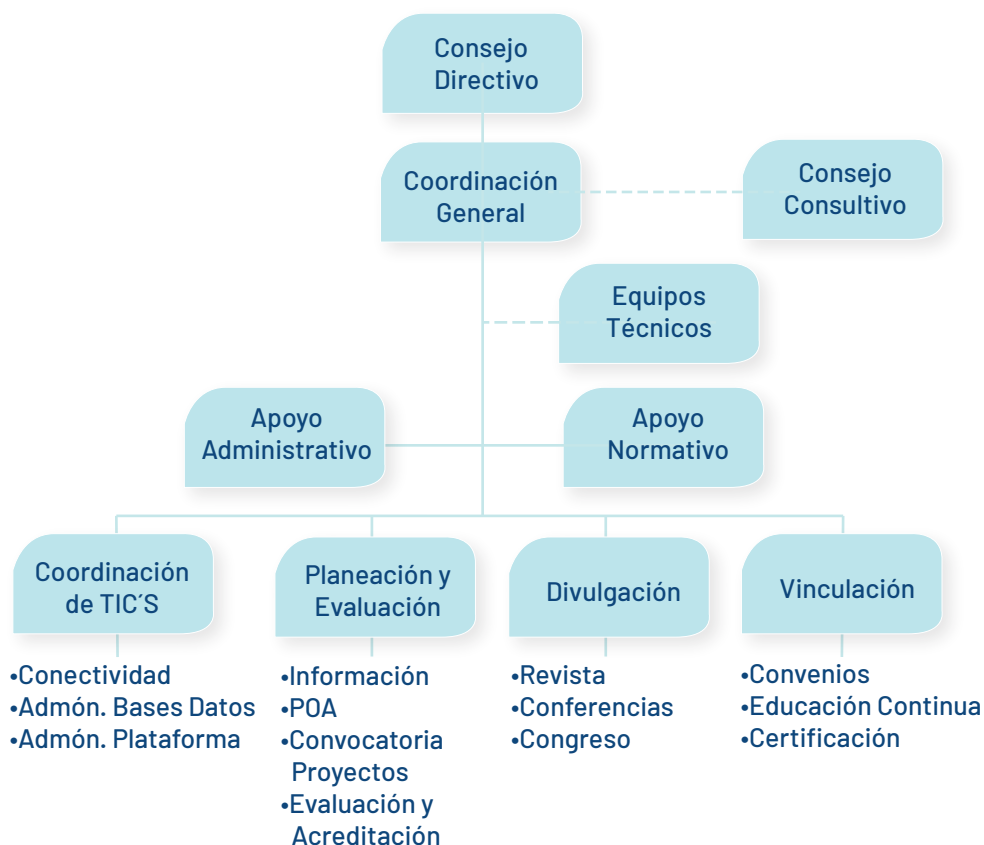 Consejo
Directivo
Coordinación
General
Consejo
Consultivo
Equipos
Técnicos
Apoyo
Administrativo
Apoyo
Normativo
Coordinación
de TIC´S
Planeación y
Evaluación
Divulgación
Vinculación
•Conectividad
•Admón. Bases Datos
•Admón. Plataforma
•Información
•POA
•Convocatoria
Proyectos
•Evaluación y
Acreditación
•Revista
•Conferencias
•Congreso
•Convenios
•Educación Continua
•Certificación